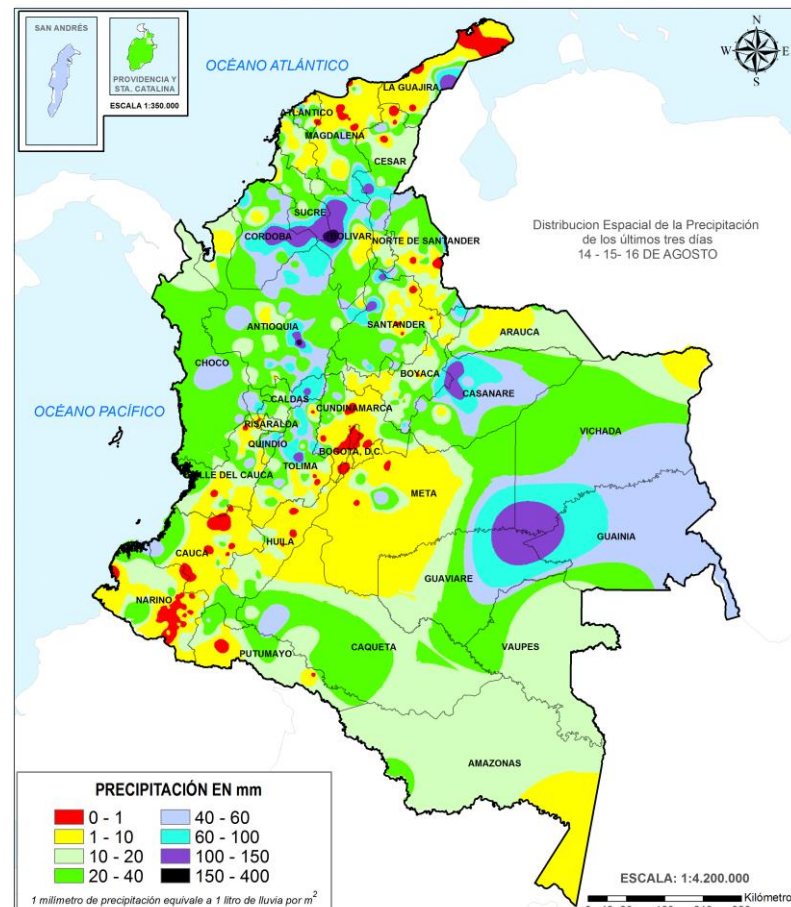 SAN ANDRÉS
PROVIDENCIA Y
STA. CATALINA
ESCALA 1:350.000
OCÉANO ATLÁNTICO
N
W
E
S
LA GUAJIRA
ATLÁNTICO
MAGDALENA
CESAR
SUCRE
CORDOBA
BOLIVAR
NORTE DE SANTANDER
Distribucion Espacial de la Precipitación
de los últimos tres días
14 - 15- 16 DE AGOSTO
ANTIOQUIA
SANTANDER
ARAUCA
CHOCO
BOYACA
CASANARE
OCÉANO PACÍFICO
CALDAS
CUNDINAMARCA
RISARALDA
VICHADA
QUINDIO
BOGOTA, D.C.
TOLIMA
VALLE DEL CAUCA
META
GUAINIA
CAUCA
HUILA
GUAVIARE
NARINO
PUTUMAYO
CAQUETA
VAUPES
AMAZONAS
PRECIPITACIÓN EN mm
0 - 1
40 - 60
1 - 10
60 - 100
10 - 20
100 - 150
20 - 40
150 - 400
1 milímetro de precipitación equivale a 1 litro de lluvia por m²
ESCALA: 1:4.200.000
Kilómetro